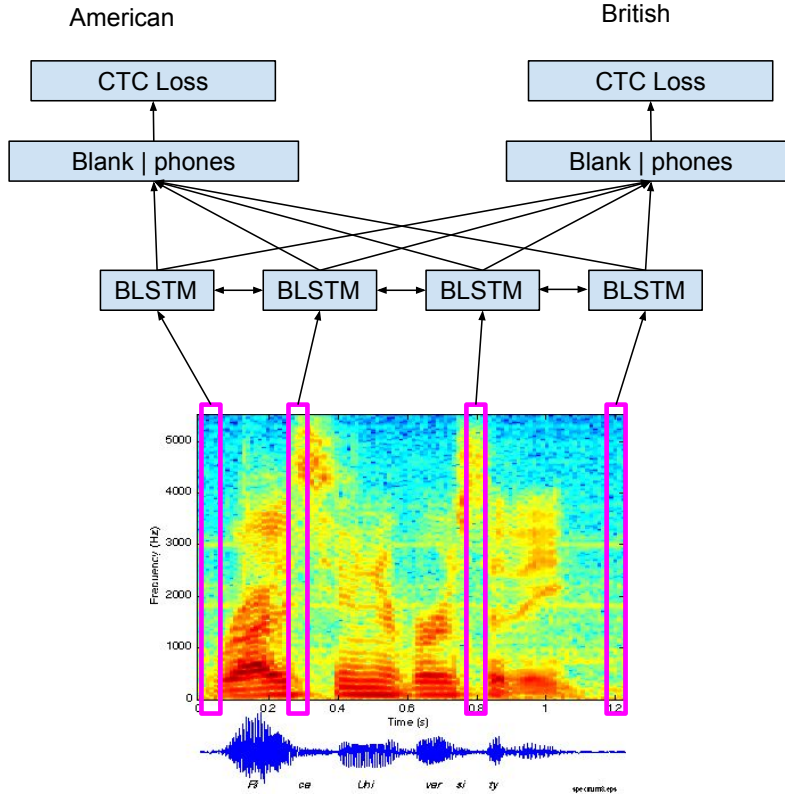 American British
CTC Loss CTC Loss
Blank | phones Blank | phones
BLSTM BLSTM BLSTM BLSTM
5000
4000
3000
2000
1000
0
Frequency (Hz)
0 0.2 0.4 0.6 0.8 1 1.2
Time (s)
ce Uni ver si ty
spectrum8.eps